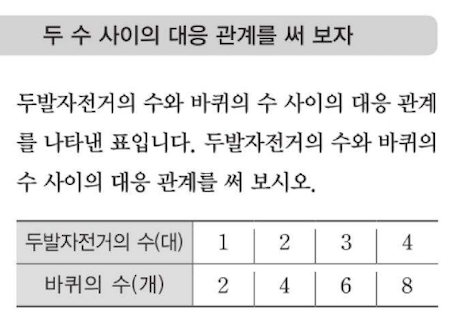 두 수 사이의 대응 관계를 써 보자
두발자전거의 수와 바퀴의 수 사이의 대응 관계
를 나타낸 표입니다. 두발자전거의 수와 바퀴의
수 사이의 대응 관계를 써 보시오.
두발자전거의 수(대) 1 2 3 4
바퀴의 수(개) 2 4 6 8